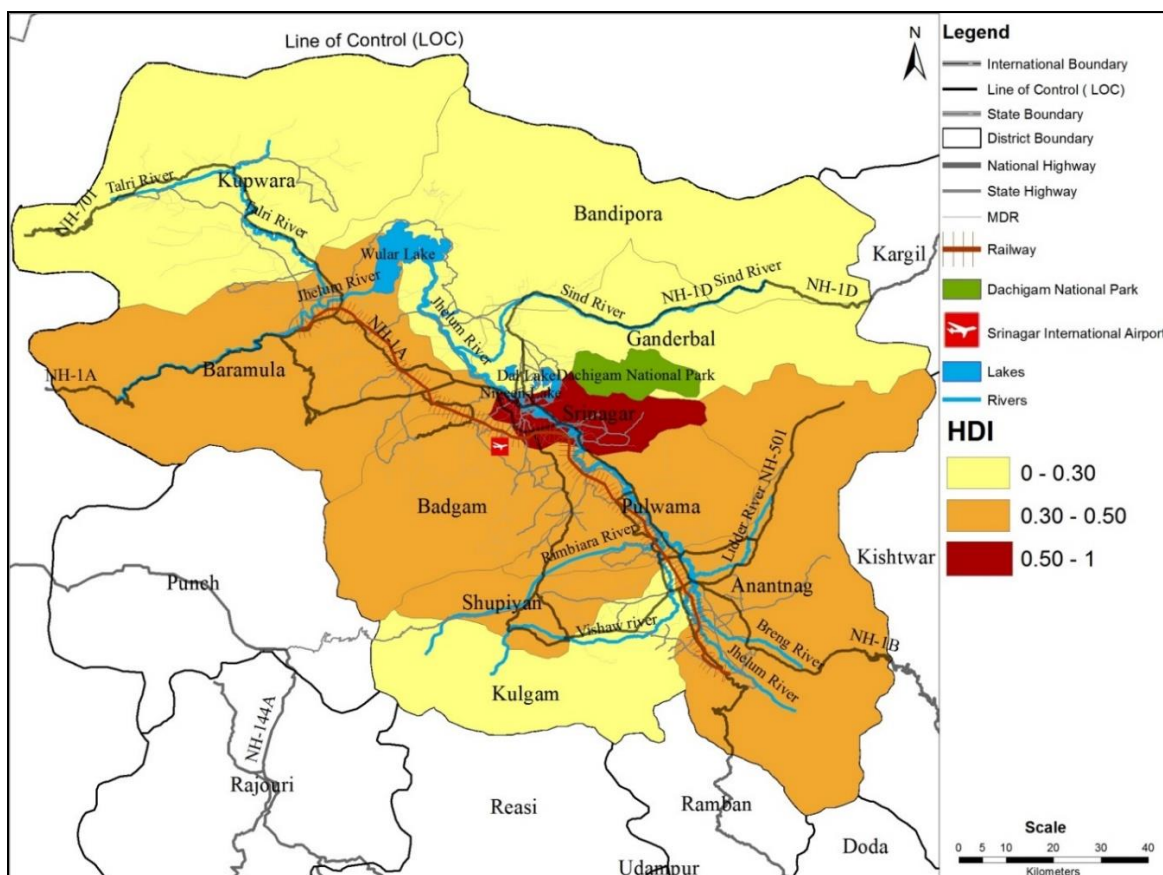 Line of Control (LOC)
N
NH-701
Talri River
Kupwara
Talri River
Bandipora
Kargil
Wular Lake
Jhelum River
Jhelum River
Sind River
NH-1D
Sind River
NH-1D
Ganderbal
NH-1A
NH-1A
Baramula
Dal Lake
Dachigam National Park
Nigeen Lake
Srinagar
NH-501
Lidder River
Badgam
Pulwama
Rimbiara River
Kishtwar
Anantnag
Punch
Shupiyan
Vishaw river
Breng River
NH-1B
Jhelum River
Kulgam
NH-144A
Rajouri
Reasi
Ramban
Doda
Udampur
Legend
International Boundary
Line of Control ( LOC)
State Boundary
District Boundary
National Highway
State Highway
MDR
Railway
Dachigam National Park
Srinagar International Airport
Lakes
Rivers
HDI
0 - 0.30
0.30 - 0.50
0.50 - 1
Scale
0 5 10 20 30 40
Kilometers